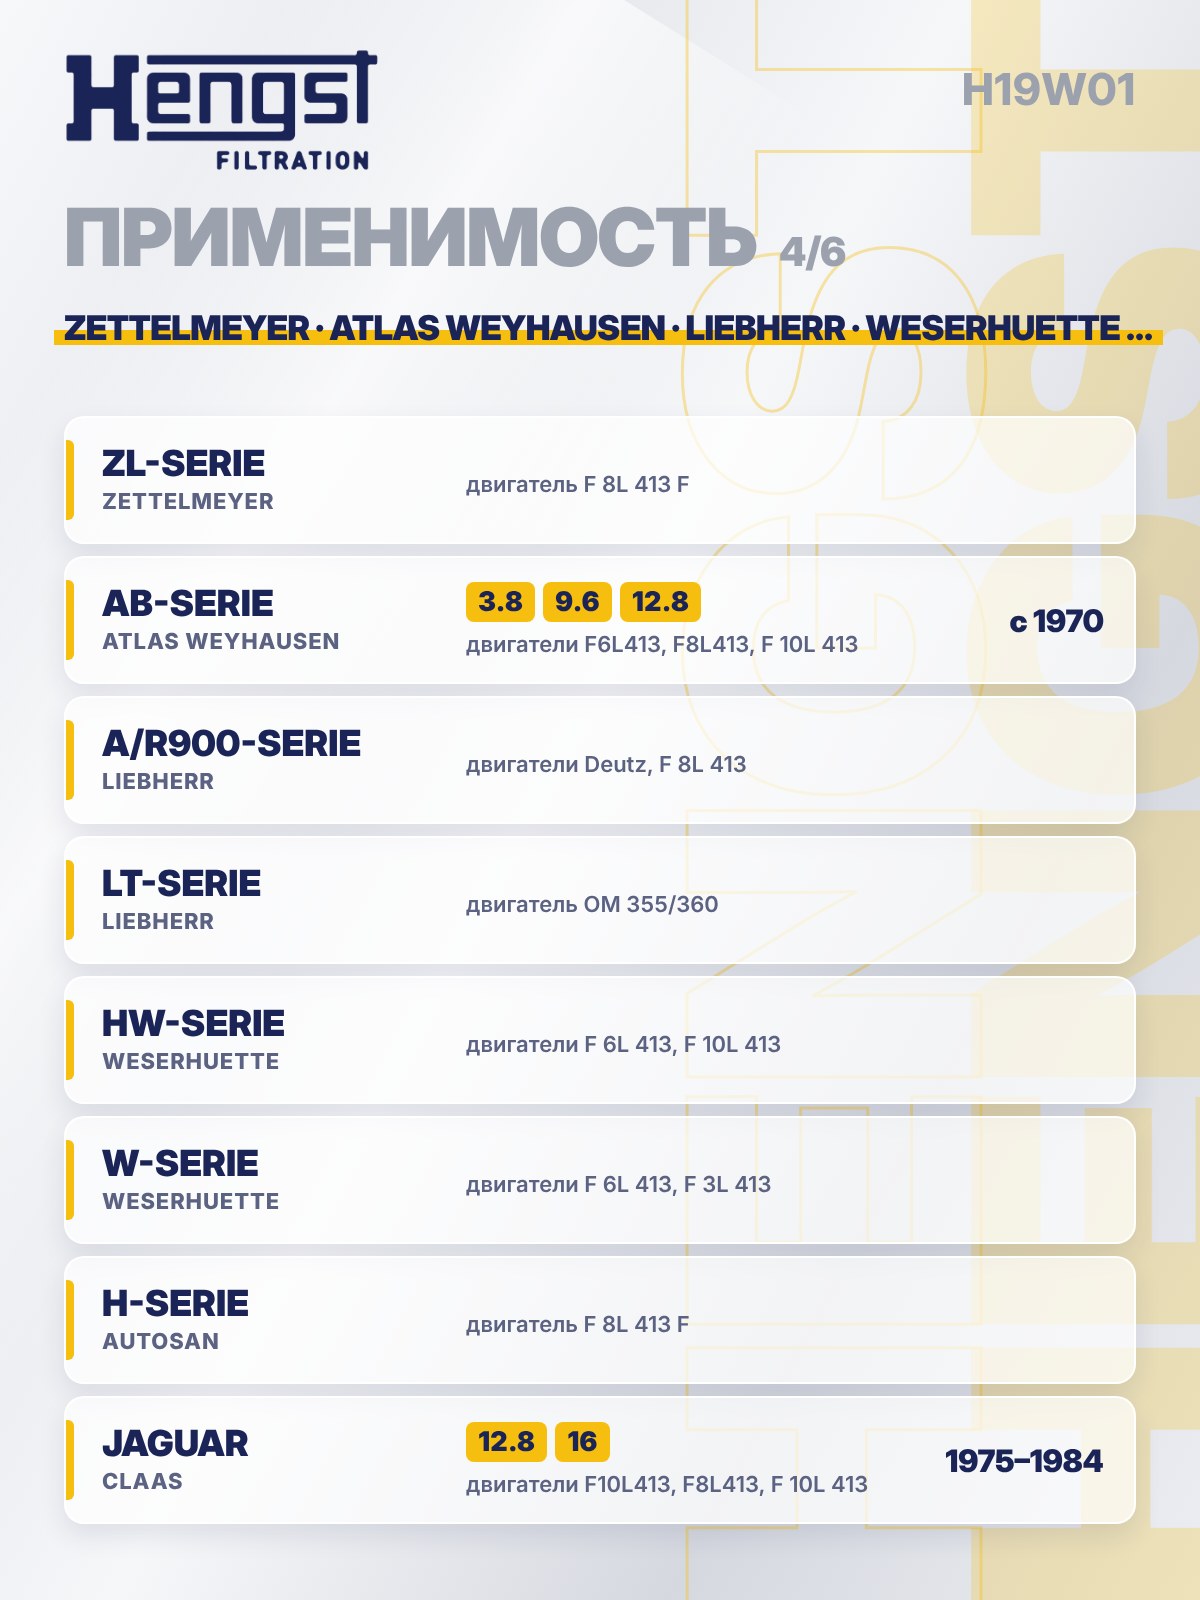 Hengst
FILTRATION
H19W01
ПРИМЕНИМОСТЬ 4/6
ZETTELMEYER · ATLAS WEYHAUSEN · LIEBHERR · WESERHUETTE ...
ZL-SERIE
ZETTELMEYER
двигатель F 8L 413 F
AB-SERIE
ATLAS WEYHAUSEN
3.8 9.6 12.8
двигатели F6L413, F8L413, F 10L 413
с 1970
A/R900-SERIE
LIEBHERR
двигатели Deutz, F 8L 413
LT-SERIE
LIEBHERR
двигатель OM 355/360
HW-SERIE
WESERHUETTE
двигатели F 6L 413, F 10L 413
W-SERIE
WESERHUETTE
двигатели F 6L 413, F 3L 413
H-SERIE
AUTOSAN
двигатель F 8L 413 F
JAGUAR
CLAAS
12.8 16
двигатели F10L413, F8L413, F 10L 413
1975–1984
HENGST